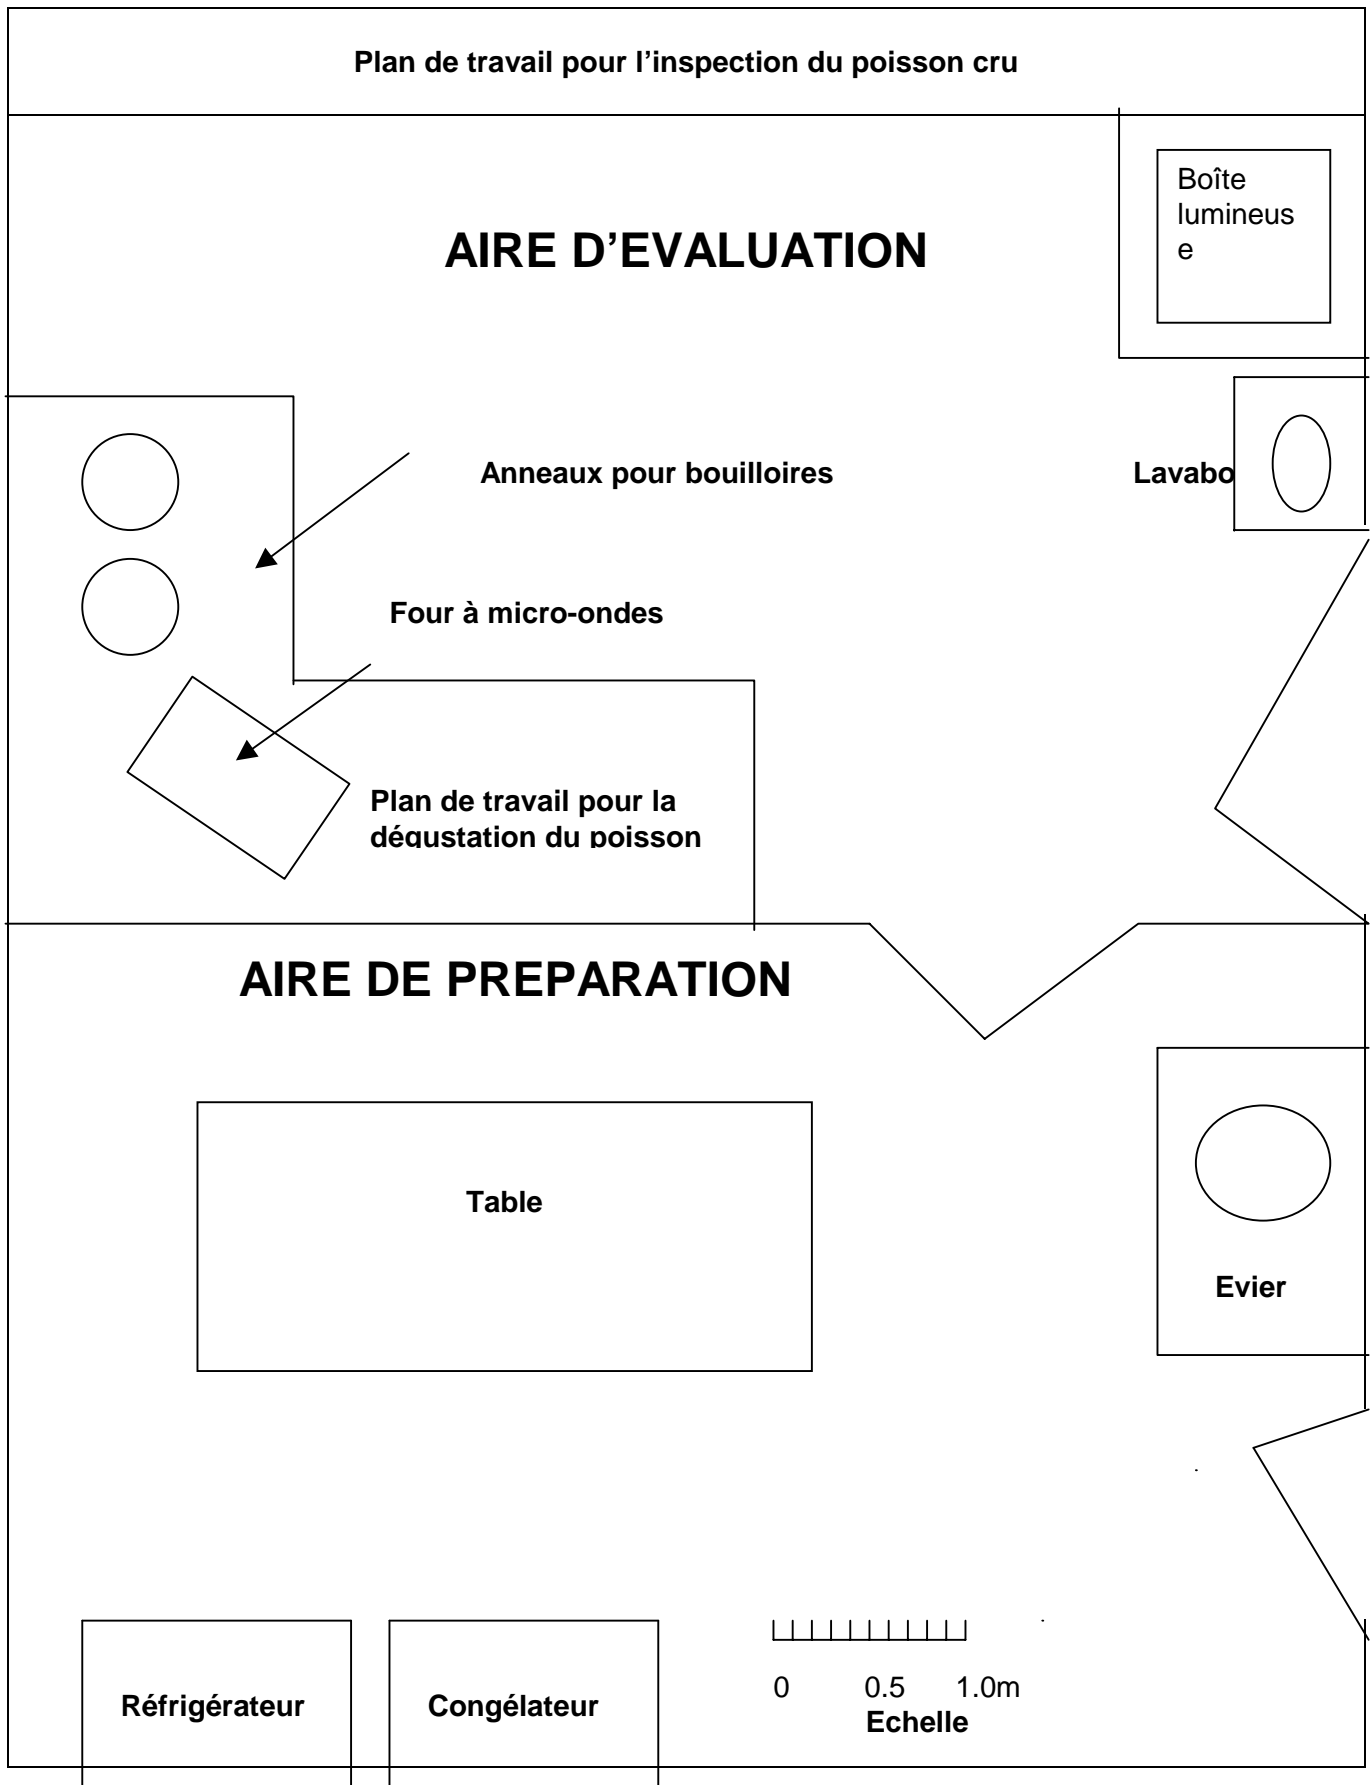 Plan de travail pour l’inspection du poisson cru
Boîte
lumineus
e
AIRE D’EVALUATION
Anneaux pour bouilloires
Lavabo
Four à micro-ondes
Plan de travail pour la
dégustation du poisson
AIRE DE PREPARATION
Table
Evier
Réfrigérateur
Congélateur
0 0.5 1.0m
Echelle